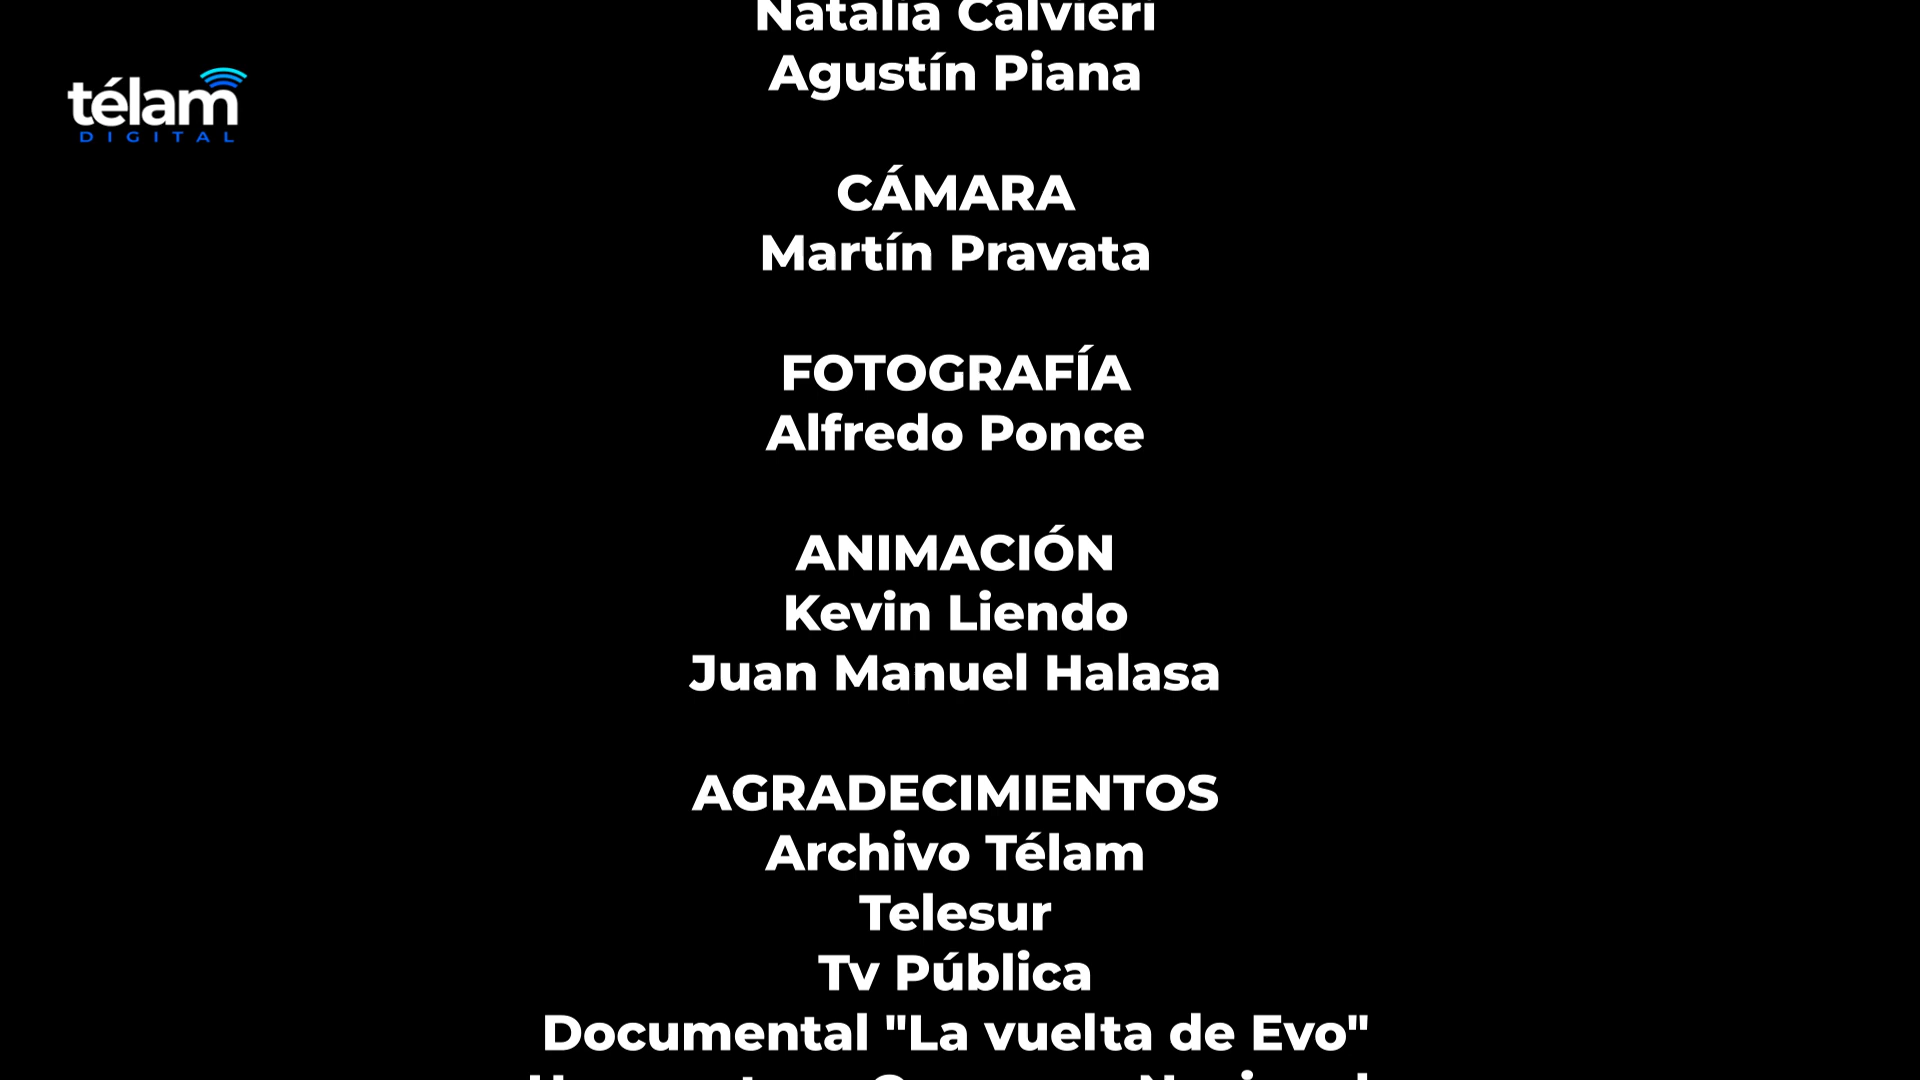 Natalia Calvieri
Agustín Piana
télam
DIGITAL
CÁMARA
Martín Pravata
FOTOGRAFÍA
Alfredo Ponce
ANIMACIÓN
Kevin Liendo
Juan Manuel Halasa
AGRADECIMIENTOS
Archivo Télam
Telesur
Tv Pública
Documental "La vuelta de Evo"